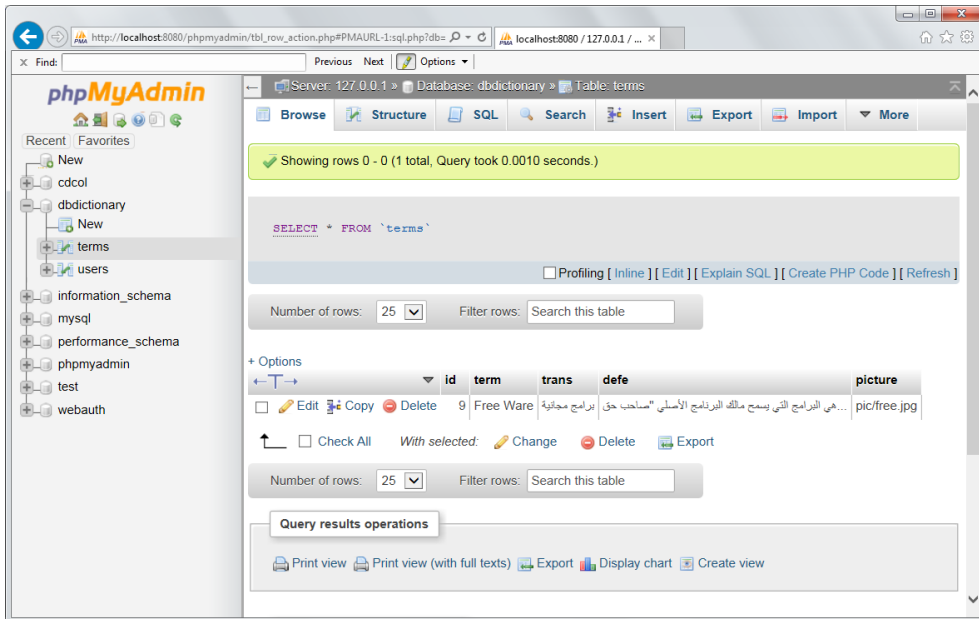 http://localhost:8080/phpmyadmin/tbl_row_action.php#PMAURL-1:sql.php?db=
localhost:8080 / 127.0.0.1 / ...
x Find:
Previous Next Options
phpMyAdmin
Recent Favorites
New
cdcol
dbdictionary
New
terms
users
information_schema
mysql
performance_schema
phpmyadmin
test
webauth
Server: 127.0.0.1 » Database: dbdictionary » Table: terms
Browse Structure SQL Search Insert Export Import More
Showing rows 0 - 0 (1 total, Query took 0.0010 seconds.)
SELECT * FROM `terms`
Profiling [ Inline ] [ Edit ] [ Explain SQL ] [ Create PHP Code ] [ Refresh ]
Number of rows: 25 Filter rows: Search this table
+ Options
id term trans defe picture
Edit Copy Delete 9 Free Ware برامج مجانية هي البرامج التي يسمح مالك البرنامج الأصلي "صاحب حق... pic/free.jpg
Check All With selected: Change Delete Export
Number of rows: 25 Filter rows: Search this table
Query results operations
Print view Print view (with full texts) Export Display chart Create view